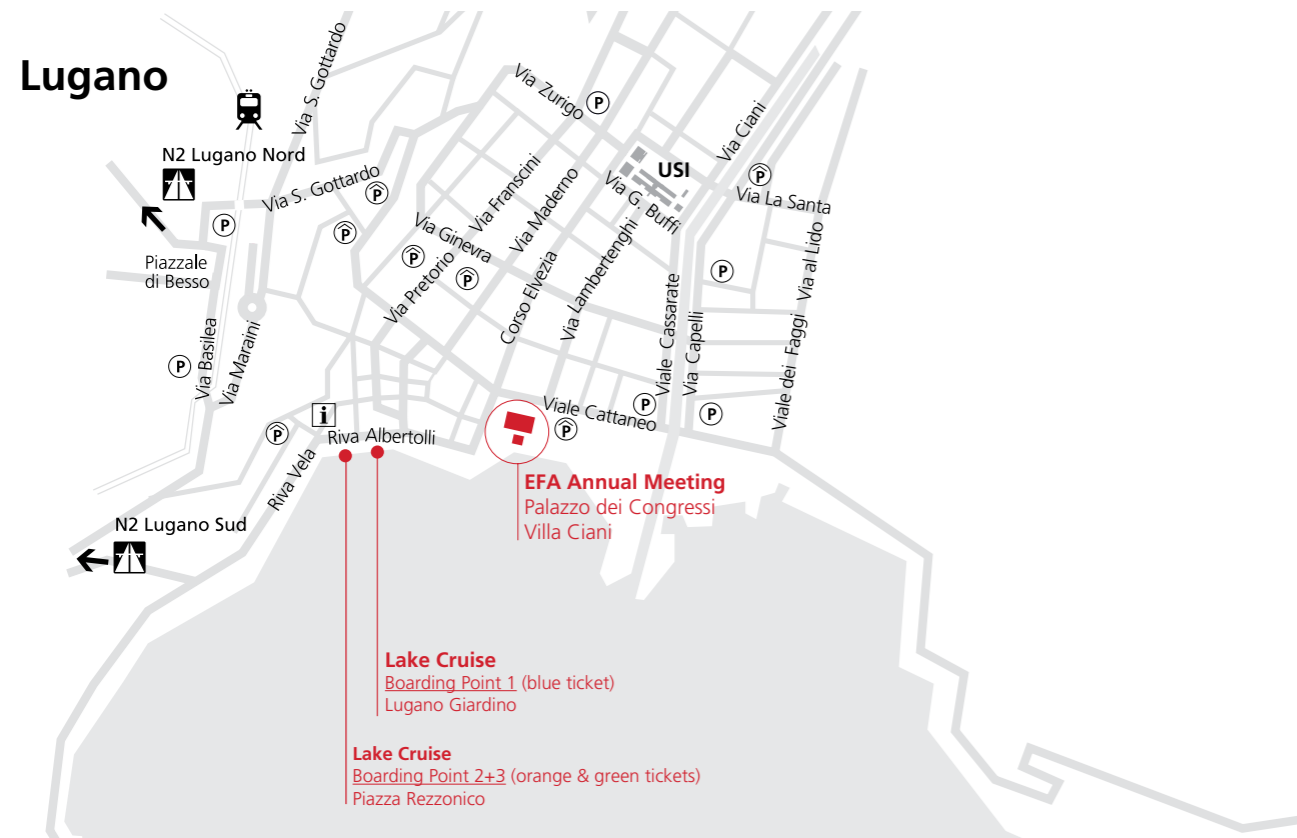 Lugano
Via S. Gottardo
Via Zurigo
P
Via Ciani
N2 Lugano Nord
USI
P
Via La Santa
Via S. Gottardo
P
Via Franscini
Via Maderno
Via G. Buffi
P
P
Via Ginevra
Via Lambertenghi
Via al Lido
Piazzale
di Besso
P
P
Via Pretorio
Corso Elvezia
P
Viale Cassarate
Via Capelli
Viale dei Faggi
Via Basilea
Via Maraini
P
i
Viale Cattaneo
P
P
P
P
Riva Albertolli
Riva Vela
EFA Annual Meeting
Palazzo dei Congressi
Villa Ciani
N2 Lugano Sud
Lake Cruise
Boarding Point 1 (blue ticket)
Lugano Giardino
Lake Cruise
Boarding Point 2+3 (orange & green tickets)
Piazza Rezzonico